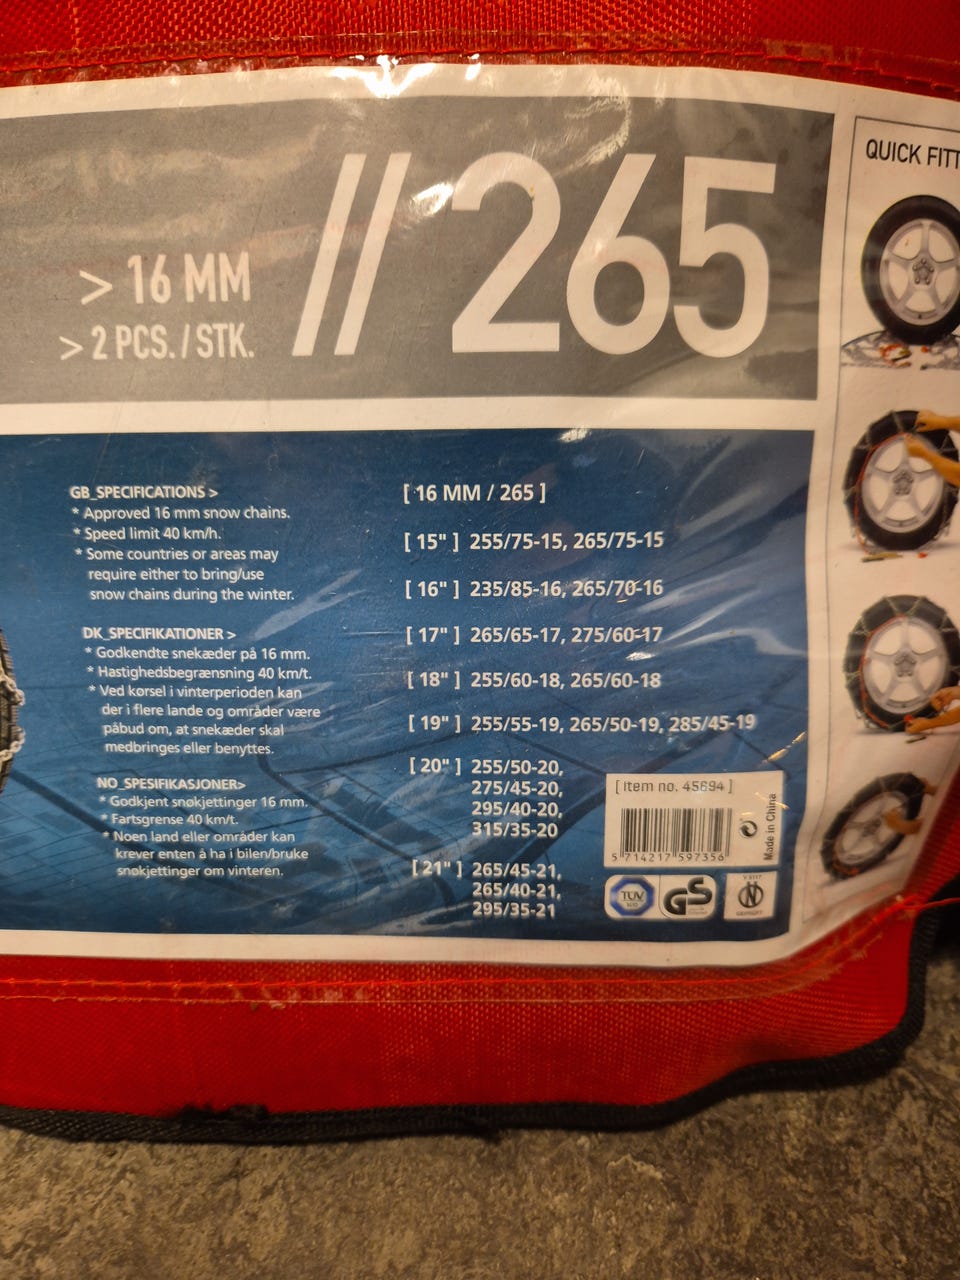 > 16 MM
> 2 PCS. / STK.
// 265
QUICK FITT
GB_SPECIFICATIONS >
* Approved 16 mm snow chains.
* Speed limit 40 km/h.
* Some countries or areas may
require either to bring/use
snow chains during the winter.
DK_SPECIFIKATIONER >
* Godkendte snekæder på 16 mm.
* Hastighedsbegrænsning 40 km/t.
* Ved kørsel i vinterperioden kan
der i flere lande og områder være
påbud om, at snekæder skal
medbringes eller benyttes.
NO_SPESIFIKASJONER>
* Godkjent snøkjettinger 16 mm.
* Fartsgrense 40 km/t.
* Noen land eller områder kan
krever enten å ha i bilen/bruke
snøkjettinger om vinteren.
[ 16 MM / 265 ]
[ 15" ] 255/75-15, 265/75-15
[ 16" ] 235/85-16, 265/70-16
[ 17" ] 265/65-17, 275/60-17
[ 18" ] 255/60-18, 265/60-18
[ 19" ] 255/55-19, 265/50-19, 285/45-19
[ 20" ] 255/50-20,
275/45-20,
295/40-20,
315/35-20
[ 21" ] 265/45-21,
265/40-21,
295/35-21
[ Item no. 45694 ]
5 714217 597356
Made in China
TÜV
SÜD
GS
V 5117
GEPRÜFT